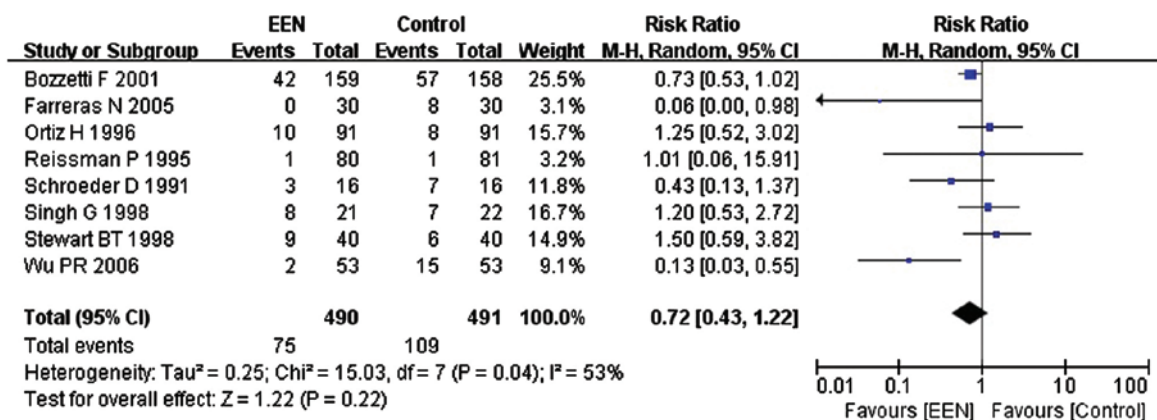 EEN Control Risk Ratio Risk Ratio
Study or Subgroup Events Total Events Total Weight M-H, Random, 95% CI M-H, Random, 95% CI
Bozzetti F 2001 42 159 57 158 25.5% 0.73 [0.53, 1.02]
Farreras N 2005 0 30 8 30 3.1% 0.06 [0.00, 0.98]
Ortiz H 1996 10 91 8 91 15.7% 1.25 [0.52, 3.02]
Reissman P 1995 1 80 1 81 3.2% 1.01 [0.06, 15.91]
Schroeder D 1991 3 16 7 16 11.8% 0.43 [0.13, 1.37]
Singh G 1998 8 21 7 22 16.7% 1.20 [0.53, 2.72]
Stewart BT 1998 9 40 6 40 14.9% 1.50 [0.59, 3.82]
Wu PR 2006 2 53 15 53 9.1% 0.13 [0.03, 0.55]
Total (95% CI) 490 491 100.0% 0.72 [0.43, 1.22]
Total events 75 109
Heterogeneity: Tau² = 0.25; Chi² = 15.03, df = 7 (P = 0.04); I² = 53%
Test for overall effect: Z = 1.22 (P = 0.22)
0.01 0.1 1 10 100
Favours [EEN] Favours [Control]